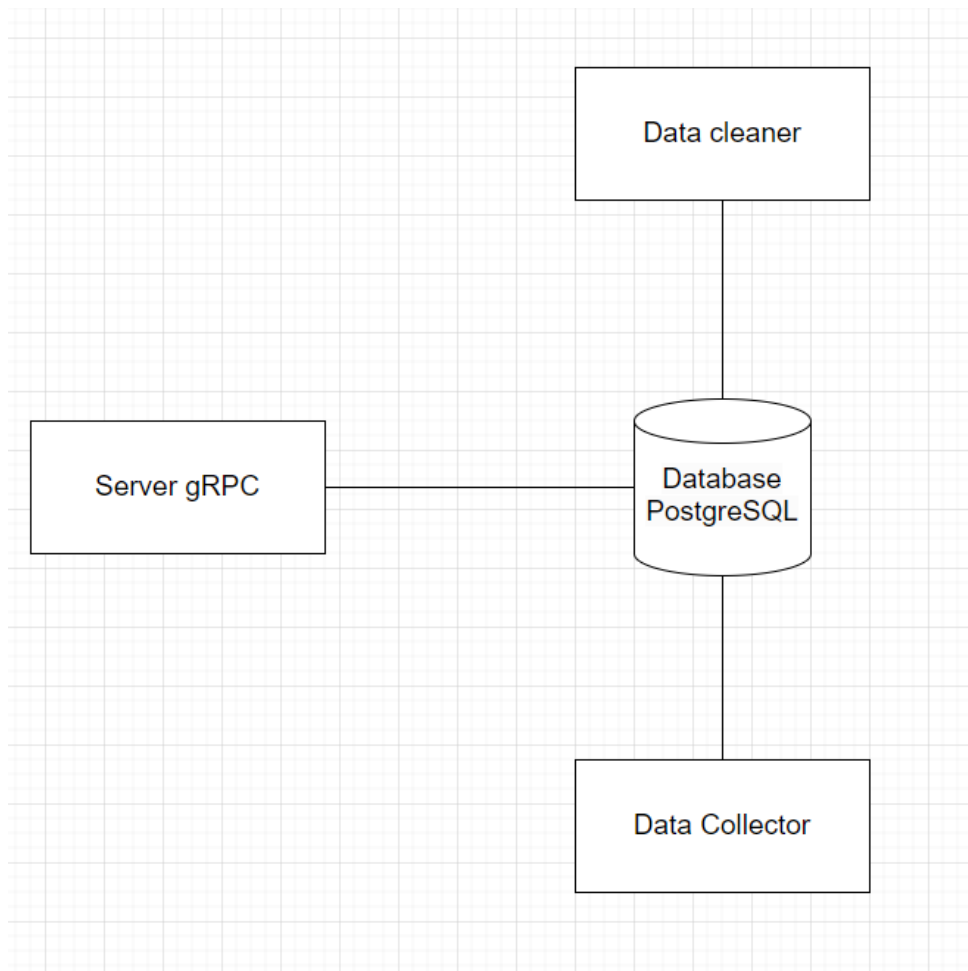 Data cleaner
Server gRPC
Database
PostgreSQL
Data Collector